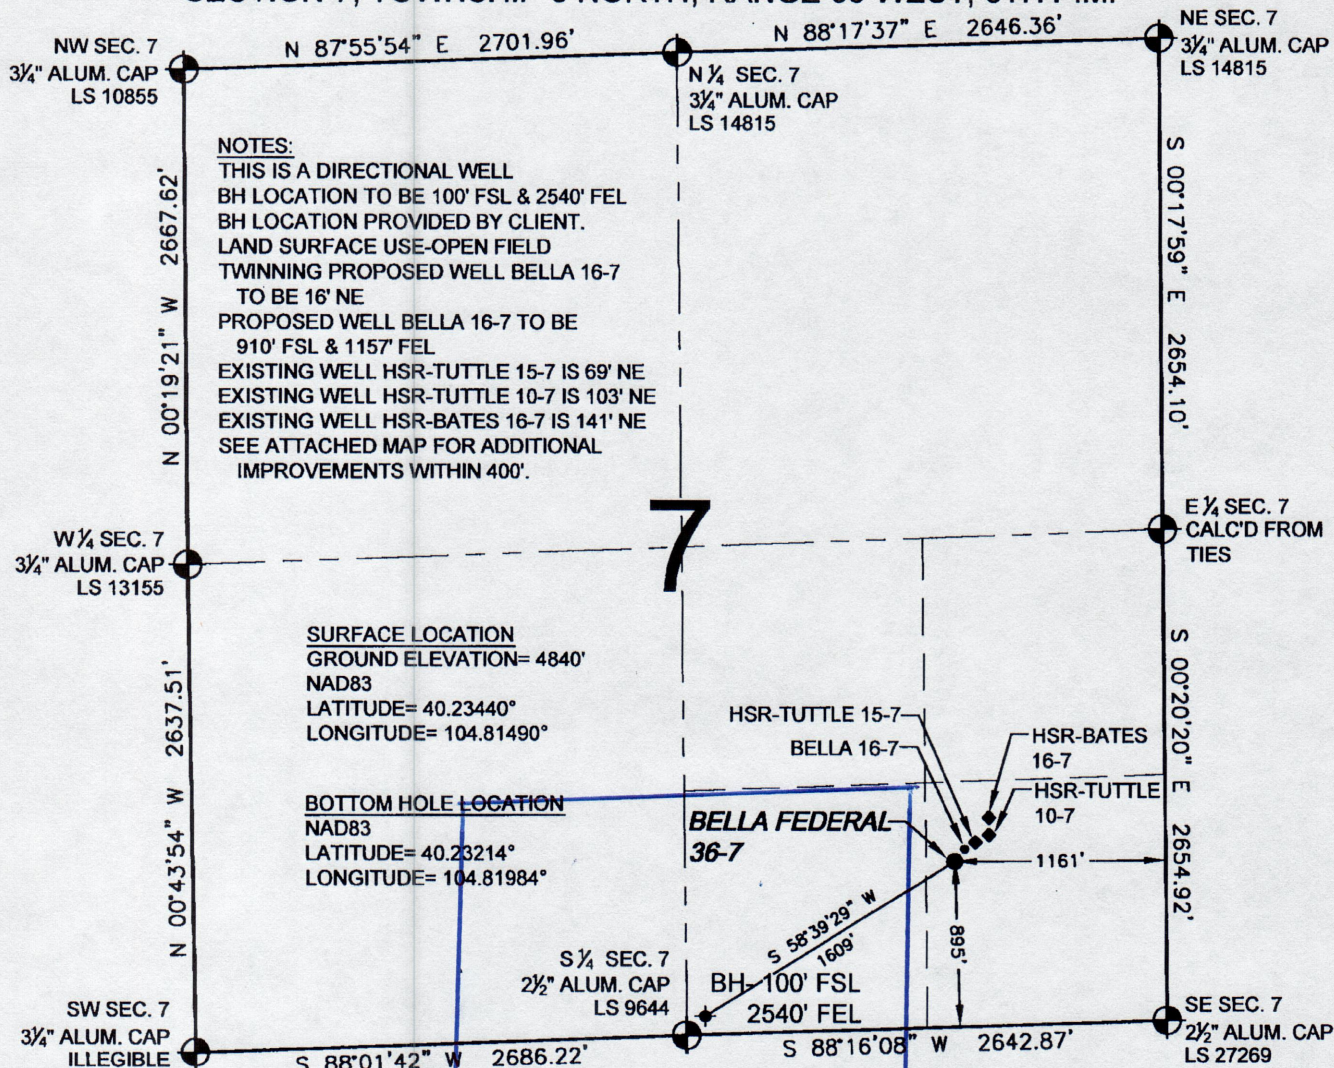 SECTION 7, TOWNSHIP 3 NORTH, RANGE 66 WEST, 6TH P.M.
N 87°55'54" E 2701.96'
N 88°17'37" E 2646.36'
NW SEC. 7
3¼" ALUM. CAP
LS 10855
N ¼ SEC. 7
3¼" ALUM. CAP
LS 14815
NE SEC. 7
3¼" ALUM. CAP
LS 14815
NOTES:
THIS IS A DIRECTIONAL WELL
BH LOCATION TO BE 100' FSL & 2540' FEL
BH LOCATION PROVIDED BY CLIENT.
LAND SURFACE USE-OPEN FIELD
TWINNING PROPOSED WELL BELLA 16-7
TO BE 16' NE
PROPOSED WELL BELLA 16-7 TO BE
910' FSL & 1157' FEL
EXISTING WELL HSR-TUTTLE 15-7 IS 69' NE
EXISTING WELL HSR-TUTTLE 10-7 IS 103' NE
EXISTING WELL HSR-BATES 16-7 IS 141' NE
SEE ATTACHED MAP FOR ADDITIONAL
IMPROVEMENTS WITHIN 400'.
N 00°19'21" W 2667.62'
S 00°17'59" E 2654.10'
7
W ¼ SEC. 7
3¼" ALUM. CAP
LS 13155
E ¼ SEC. 7
CALC'D FROM
TIES
SURFACE LOCATION
GROUND ELEVATION= 4840'
NAD83
LATITUDE= 40.23440°
LONGITUDE= 104.81490°
BOTTOM HOLE LOCATION
NAD83
LATITUDE= 40.23214°
LONGITUDE= 104.81984°
N 00°43'54" W 2637.51'
S 00°20'20" E 2654.92'
HSR-TUTTLE 15-7
BELLA 16-7
HSR-BATES
16-7
HSR-TUTTLE
10-7
BELLA FEDERAL
36-7
1161'
895'
S 58°39'29" W
1609'
BH- 100' FSL
2540' FEL
S ¼ SEC. 7
2½" ALUM. CAP
LS 9644
SW SEC. 7
3¼" ALUM. CAP
ILLEGIBLE
SE SEC. 7
2½" ALUM. CAP
LS 27269
S 88°01'42" W 2686.22'
S 88°16'08" W 2642.87'